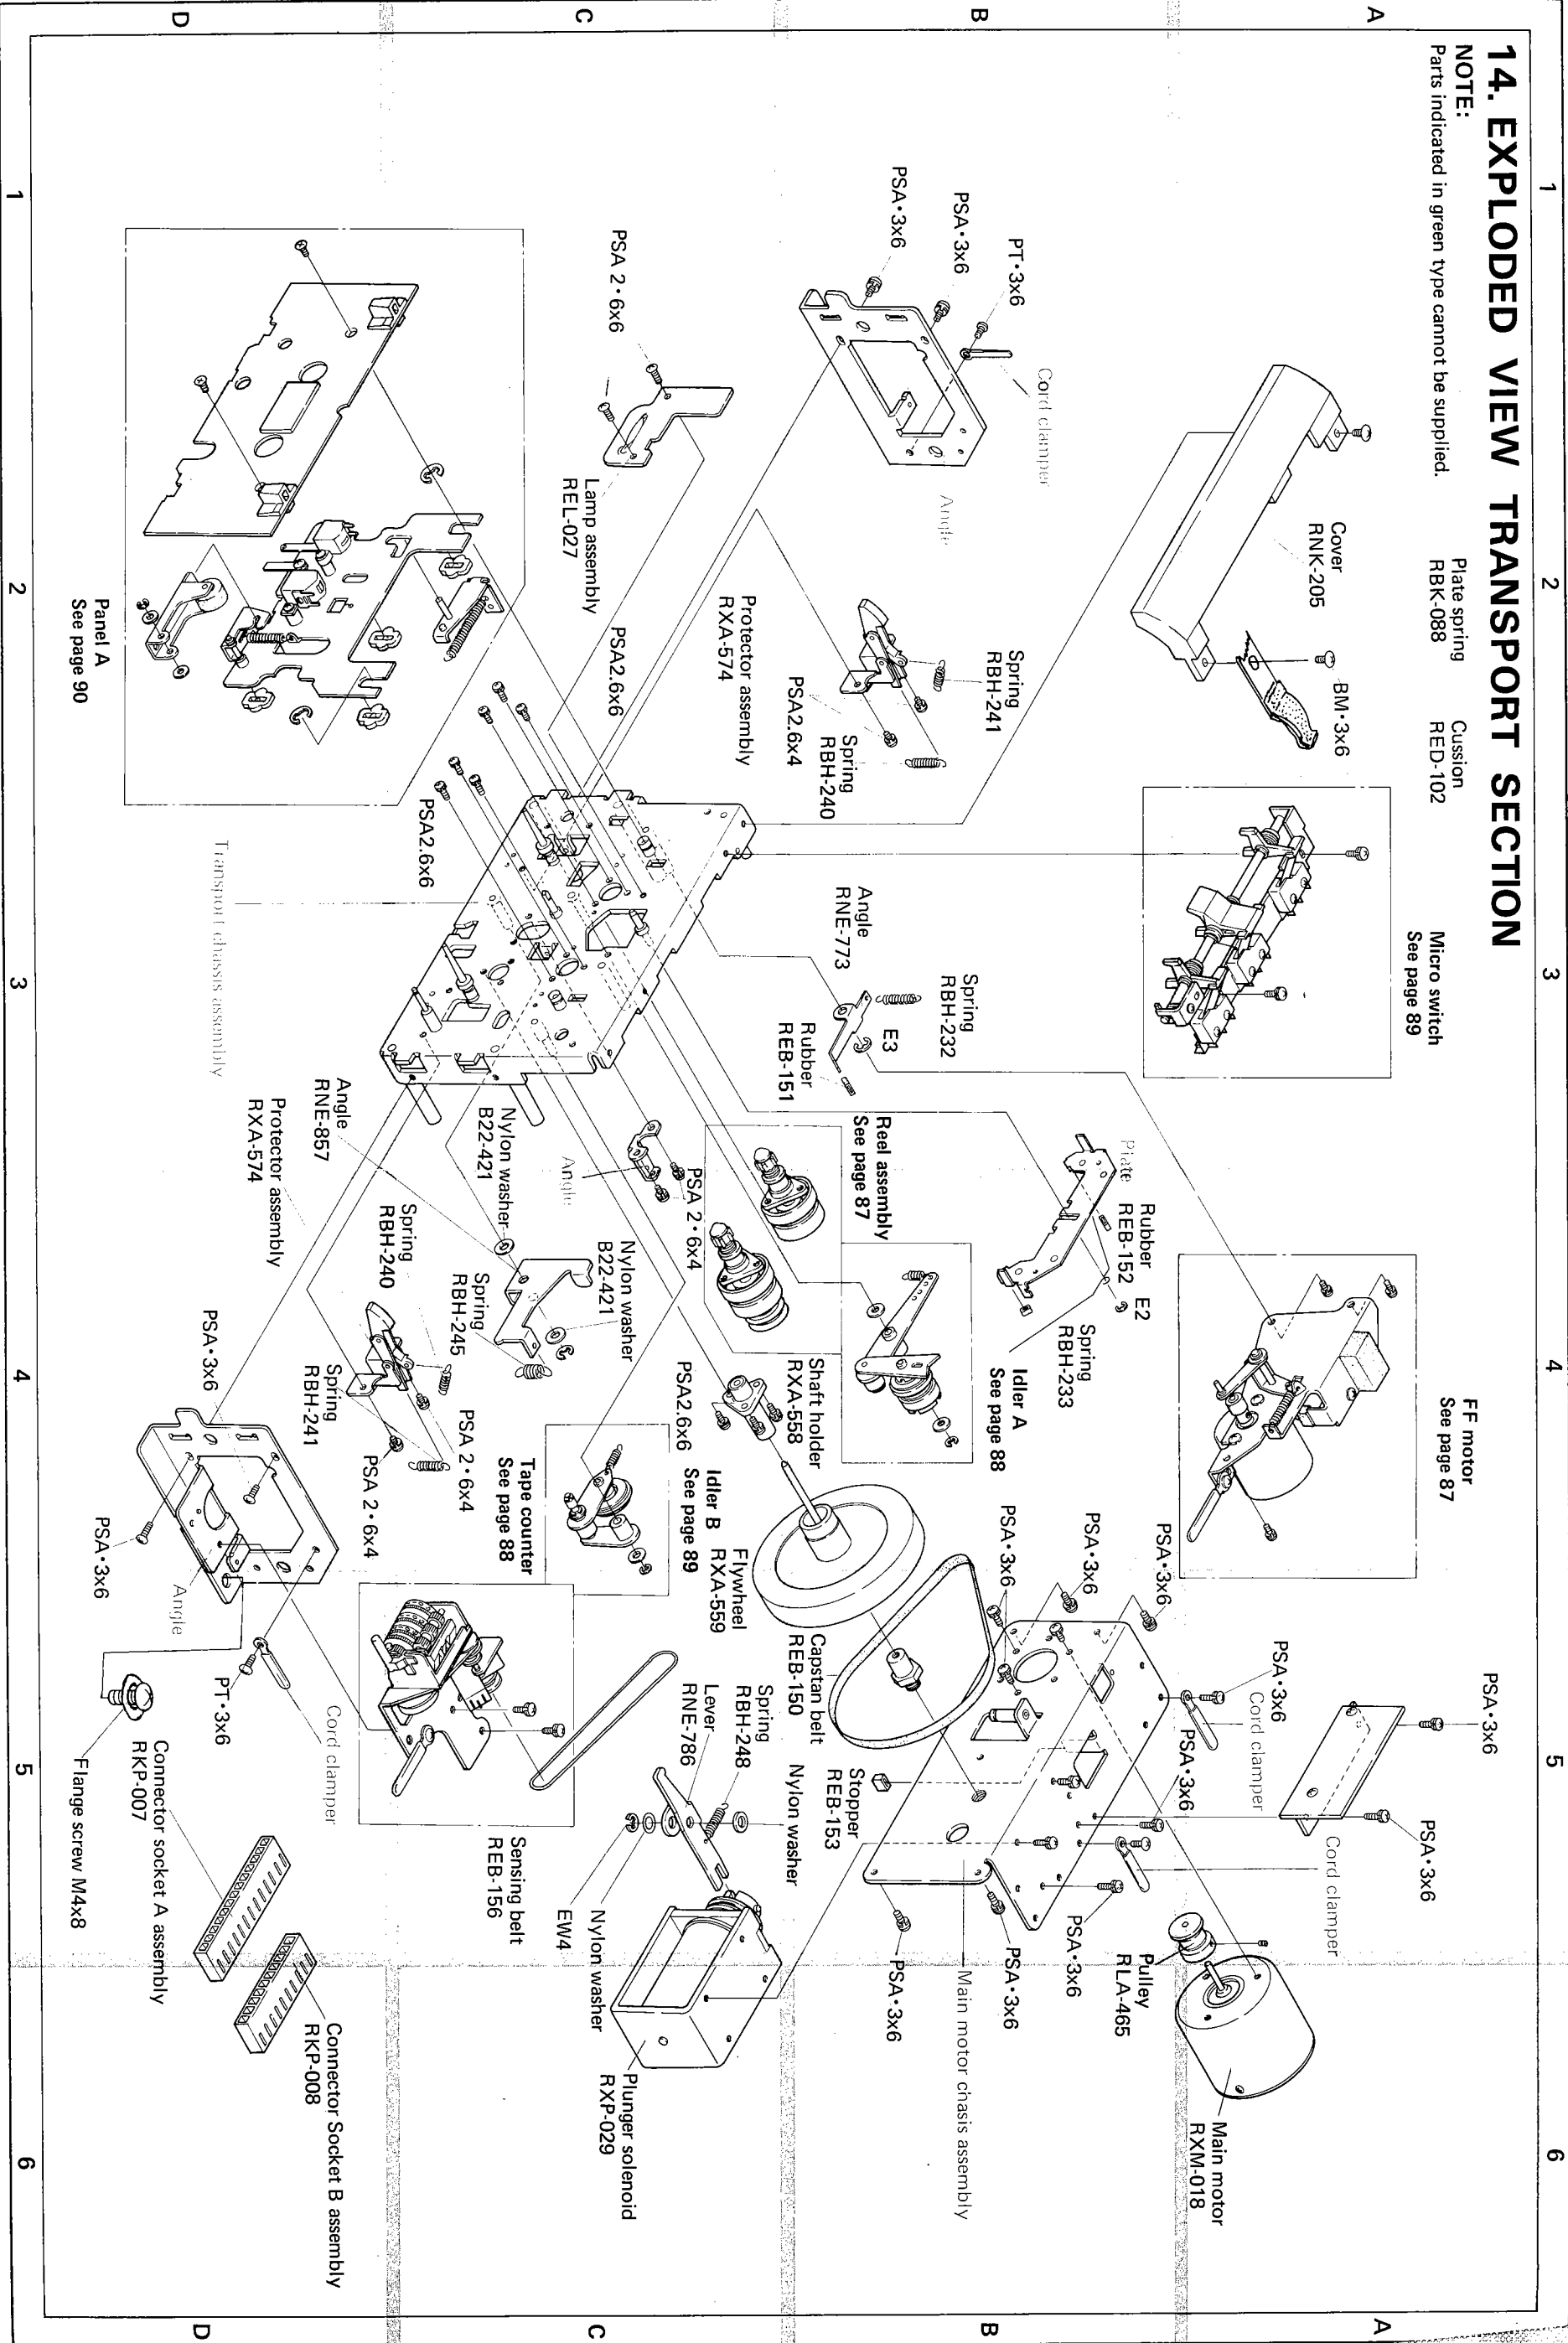 14. EXPLODED VIEW TRANSPORT SECTION
NOTE:
Parts indicated in green type cannot be supplied.
1
2
3
4
5
6
A
B
C
D
Plate spring
RBK-088
Cussion
RED-102
Cover
RNK-205
BM•3x6
Micro switch
See page 89
FF motor
See page 87
PT•3x6
PSA•3x6
PSA•3x6
Cord clamper
Angle
Spring
RBH-241
Spring
RBH-240
PSA2.6x4
Protector assembly
RXA-574
PSA 2•6x6
Lamp assembly
REL-027
PSA2.6x6
PSA2.6x6
Panel A
See page 90
Transport chassis assembly
Spring
RBH-232
E3
Angle
RNE-773
Rubber
REB-151
Plate
Rubber
REB-152
E2
Spring
RBH-233
Reel assembly
See page 87
Idler A
See page 88
PSA 2•6x4
Angle
Nylon washer
B22-421
Nylon washer
B22-421
Angle
RNE-857
Spring
RBH-245
Protector assembly
RXA-574
Spring
RBH-240
Spring
RBH-241
PSA 2•6x4
PSA 2•6x4
PSA•3x6
PSA•3x6
Angle
PT•3x6
Cord clamper
Flange screw M4x8
Shaft holder
RXA-558
PSA2.6x6
Idler B
See page 89
Tape counter
See page 88
Flywheel
RXA-559
Capstan belt
REB-150
PSA•3x6
PSA•3x6
PSA•3x6
PSA•3x6
Cord clamper
PSA•3x6
PSA•3x6
PSA•3x6
Cord clamper
PSA•3x6
Stopper
REB-153
Spring
RBH-248
Lever
RNE-786
Nylon washer
Sensing belt
REB-156
EW4
Nylon washer
Plunger solenoid
RXP-029
PSA•3x6
PSA•3x6
Main motor chasis assembly
Pulley
RLA-465
Main motor
RXM-018
Connector socket A assembly
RKP-007
Connector Socket B assembly
RKP-008
1
2
3
4
5
6
A
B
C
D